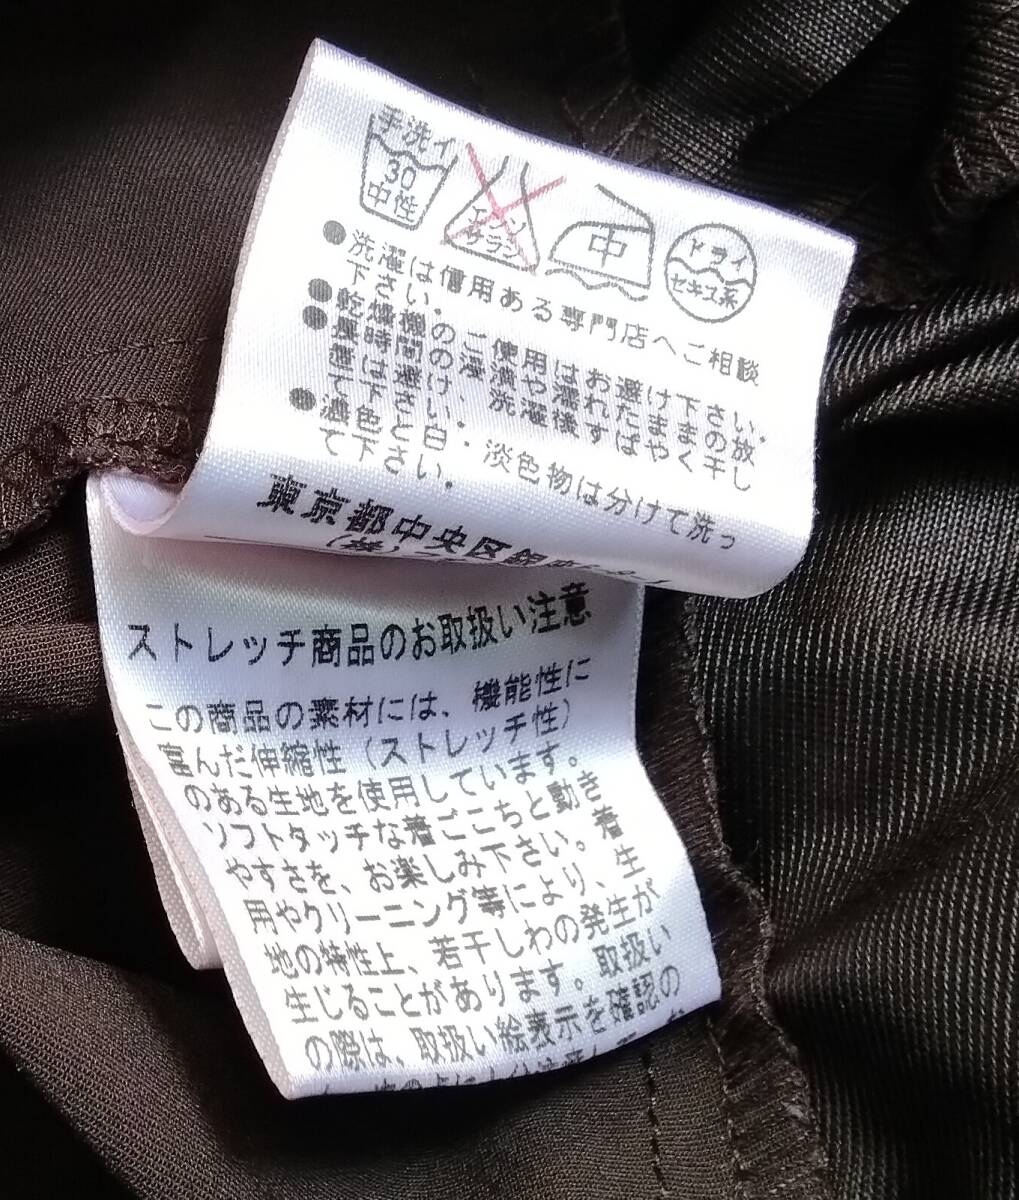 手洗イ
30
中性
エンソ
サラシ
中
ドライ
セキユ系
●洗濯は信用ある専門店へご相談
下さい．
●乾燥機のご使用はお避け下さい．
●長時間の浸漬や濡れたままの放
置は避け、洗濯後すばやく干し
て下さい．
●濃色と白・淡色物は分けて洗っ
て下さい．
東京都中央区銀座6-9-1
(株)
ストレッチ商品のお取扱い注意
この商品の素材には、機能性に
富んだ伸縮性（ストレッチ性）
のある生地を使用しています。
ソフトタッチな着ごこちと動き
やすさを、お楽しみ下さい。着
用やクリーニング等により、生
地の特性上、若干しわの発生が
生じることがあります。取扱い
の際は、取扱い絵表示を確認の